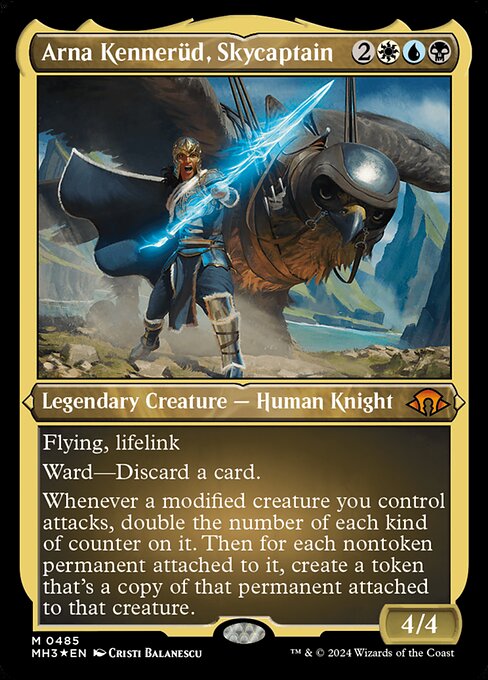 Arna Kennerüd, Skycaptain 2
Legendary Creature — Human Knight
Flying, lifelink
Ward—Discard a card.
Whenever a modified creature you control
attacks, double the number of each kind
of counter on it. Then for each nontoken
permanent attached to it, create a token
that's a copy of that permanent attached
to that creature.
4/4
M 0485
MH3★EN Cristi Balanescu
™ & © 2024 Wizards of the Coast